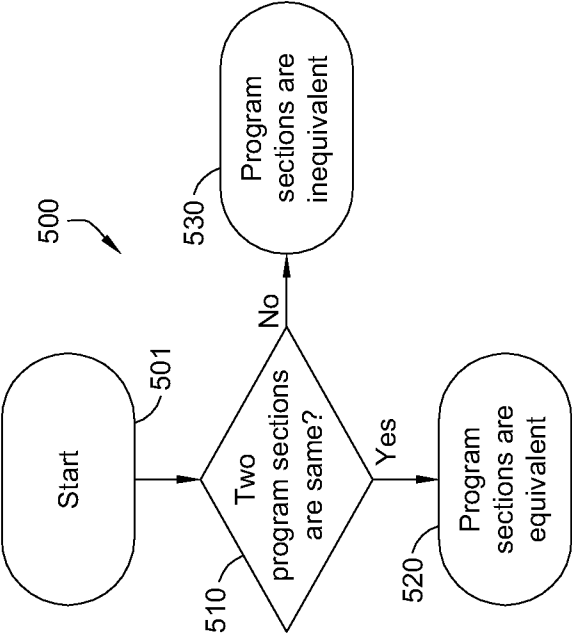 500
Start
501
Two
program sections
are same?
510
No
Program
sections are
inequivalent
530
Yes
Program
sections are
equivalent
520